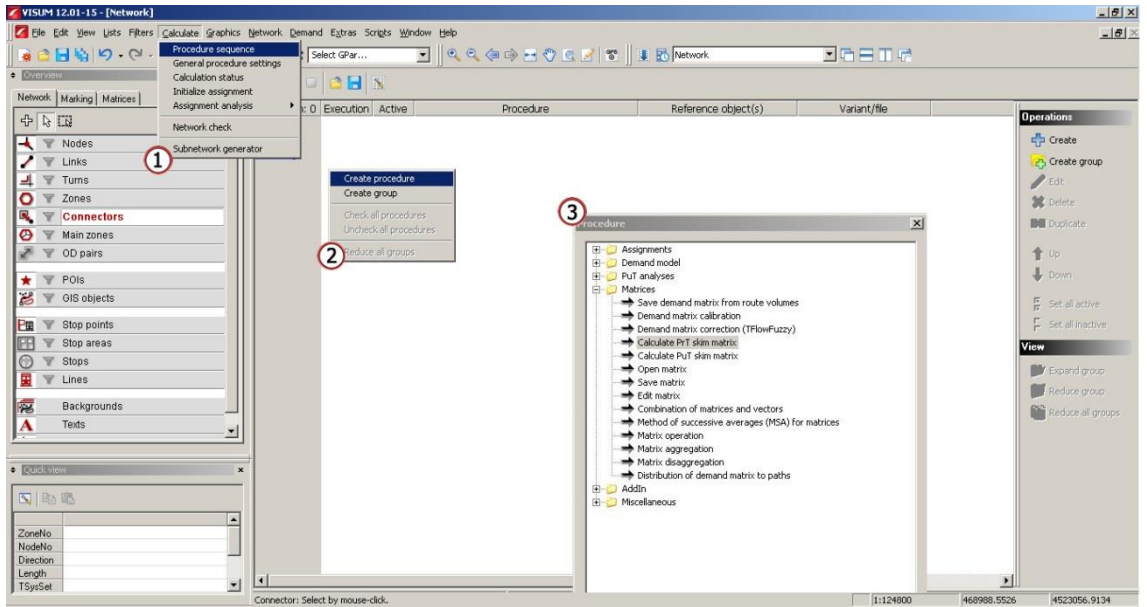 VISUM 12.01-15 - [Network]
File Edit View Lists Filters Calculate Graphics Network Demand Extras Scripts Window Help
Select GPar...
Network
Procedure sequence
General procedure settings
Calculation status
Initialize assignment
Assignment analysis
Network check
Subnetwork generator
1
Overview
Network Marking Matrices
Nodes
Links
Turns
Zones
Connectors
Main zones
OD pairs
POIs
GIS objects
Stop points
Stop areas
Stops
Lines
Backgrounds
Texts
Quick view
ZoneNo
NodeNo
Direction
Length
TSysSet
: 0 Execution Active Procedure Reference object(s) Variant/file
Create procedure
Create group
Check all procedures
Uncheck all procedures
Reduce all groups
2
3
Procedure
Assignments
Demand model
PuT analyses
Matrices
Save demand matrix from route volumes
Demand matrix calibration
Demand matrix correction (TFlowFuzzy)
Calculate PrT skim matrix
Calculate PuT skim matrix
Open matrix
Save matrix
Edit matrix
Combination of matrices and vectors
Method of successive averages (MSA) for matrices
Matrix operation
Matrix aggregation
Matrix disaggregation
Distribution of demand matrix to paths
AddIn
Miscellaneous
Operations
Create
Create group
Edit
Delete
Duplicate
Up
Down
Set all active
Set all inactive
View
Expand group
Reduce group
Reduce all groups
Connector: Select by mouse-click.
1:124800 468988.5526 4523056.9134